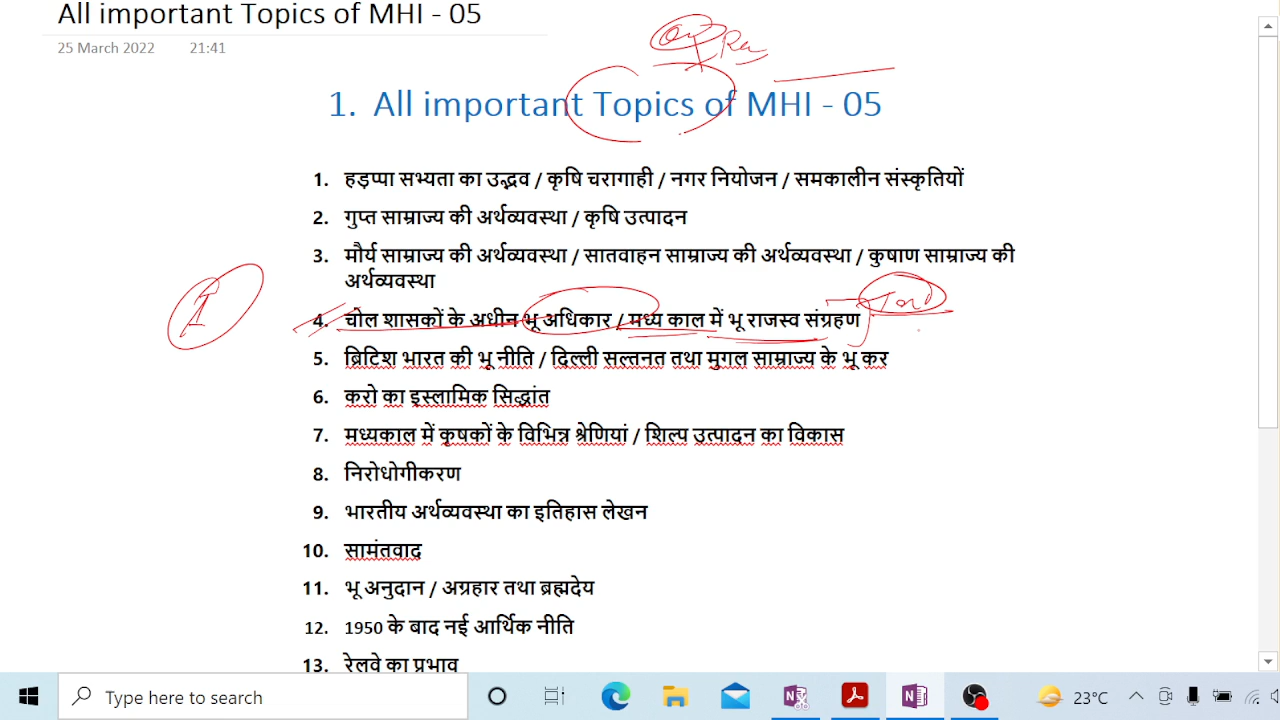 All important Topics of MHI - 05
25 March 2022 21:41
1. All important Topics of MHI - 05
1. हड़प्पा सभ्यता का उद्भव / कृषि चरागाही / नगर नियोजन / समकालीन संस्कृतियों
2. गुप्त साम्राज्य की अर्थव्यवस्था / कृषि उत्पादन
3. मौर्य साम्राज्य की अर्थव्यवस्था / सातवाहन साम्राज्य की अर्थव्यवस्था / कुषाण साम्राज्य की
अर्थव्यवस्था
4. चोल शासकों के अधीन भू अधिकार / मध्य काल में भू राजस्व संग्रहण
5. ब्रिटिश भारत की भू नीति / दिल्ली सल्तनत तथा मुगल साम्राज्य के भू कर
6. करो का इस्लामिक सिद्धांत
7. मध्यकाल में कृषकों के विभिन्न श्रेणियां / शिल्प उत्पादन का विकास
8. निरोधोगीकरण
9. भारतीय अर्थव्यवस्था का इतिहास लेखन
10. सामंतवाद
11. भू अनुदान / अग्रहार तथा ब्रह्मदेय
12. 1950 के बाद नई आर्थिक नीति
13. रेलवे का प्रभाव
Type here to search
23°C